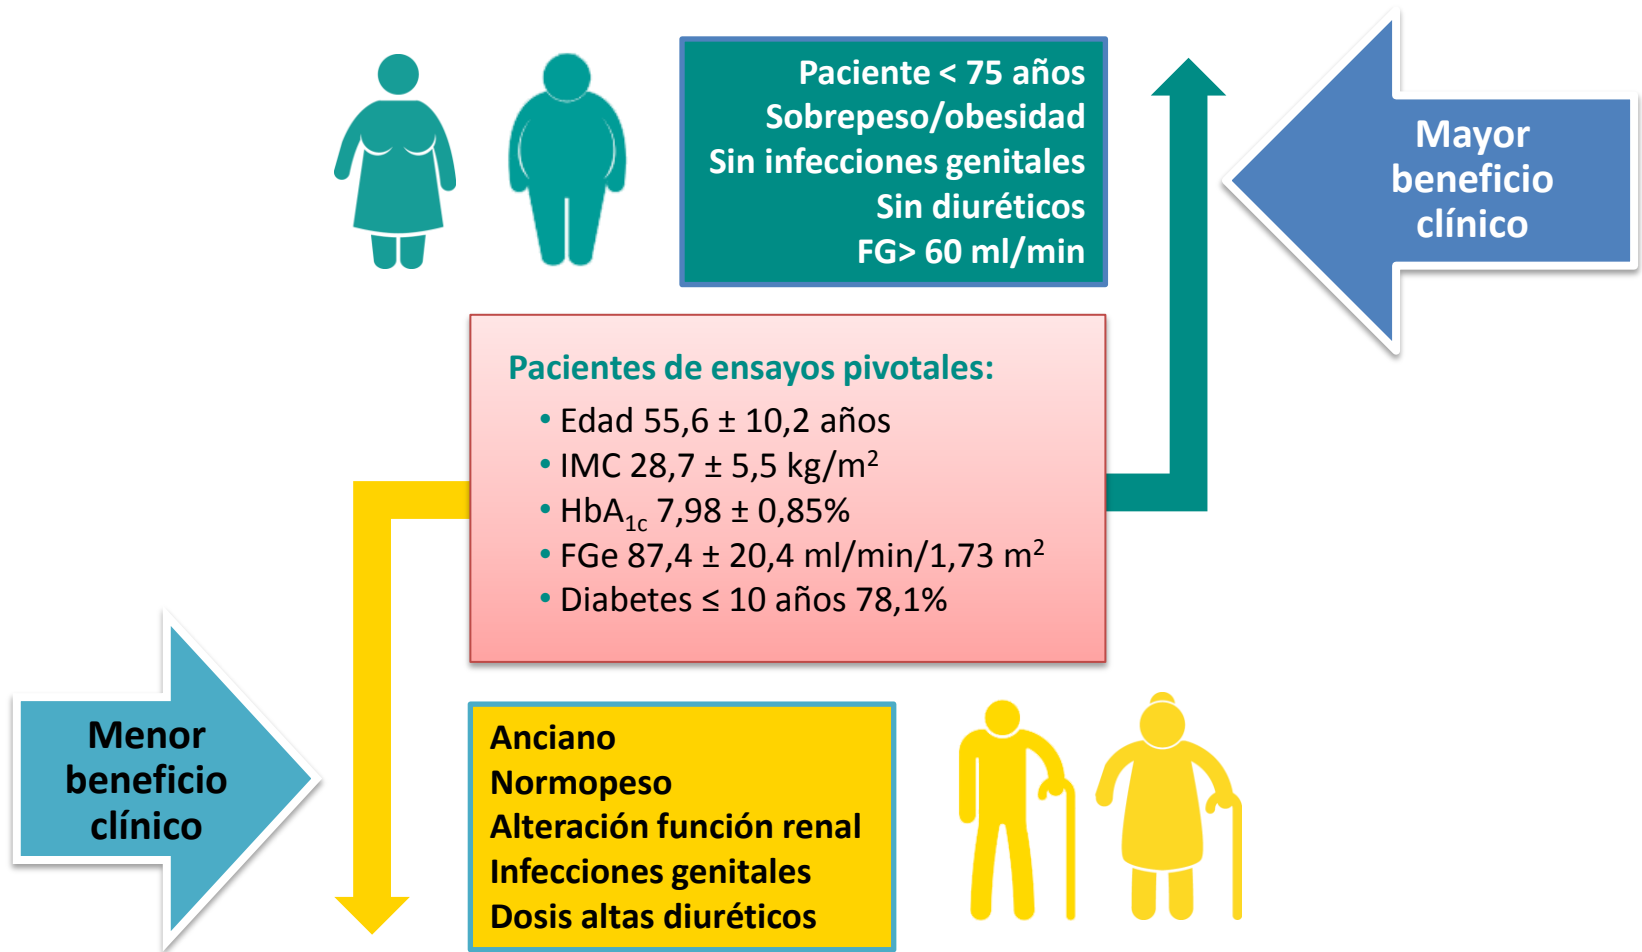 Paciente < 75 años
Sobrepeso/obesidad
Sin infecciones genitales
Sin diuréticos
FG> 60 ml/min
Mayor
beneficio
clínico
Pacientes de ensayos pivotales:
• Edad 55,6 ± 10,2 años
• IMC 28,7 ± 5,5 kg/m²
• HbA₁c 7,98 ± 0,85%
• FGe 87,4 ± 20,4 ml/min/1,73 m²
• Diabetes ≤ 10 años 78,1%
Menor
beneficio
clínico
Anciano
Normopeso
Alteración función renal
Infecciones genitales
Dosis altas diuréticos